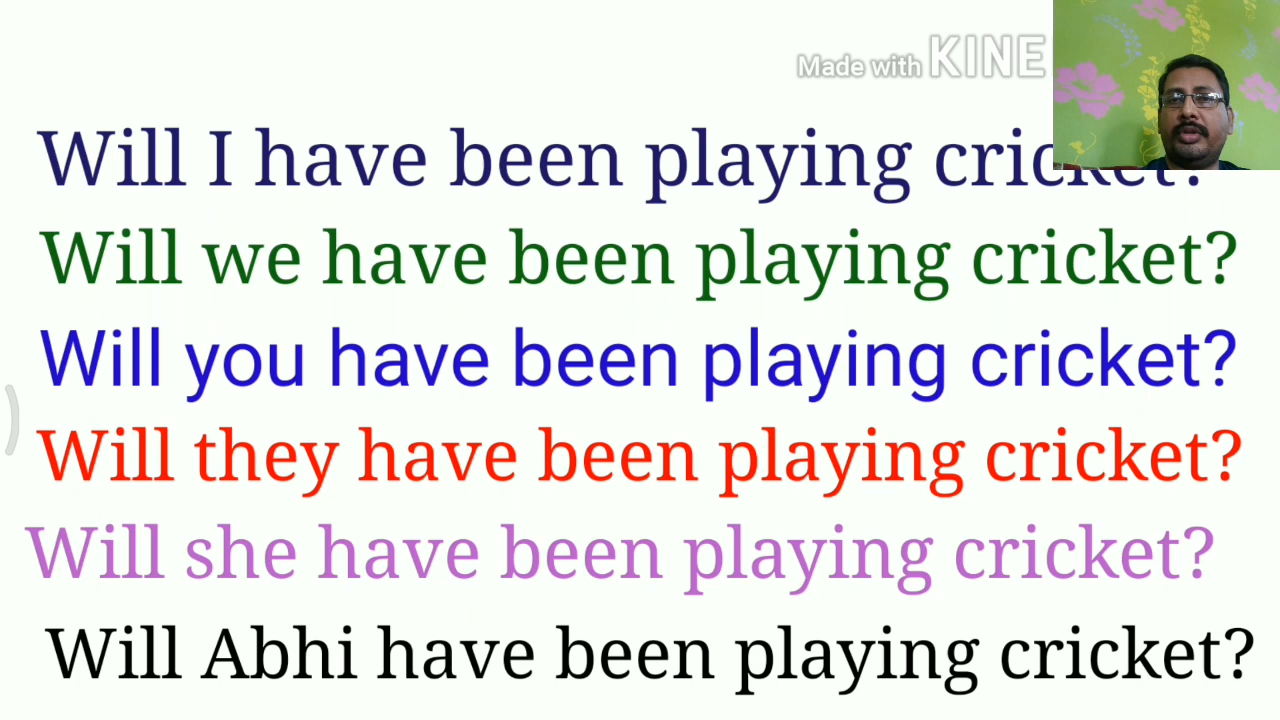 Made with KINE
Will I have been playing cricket?
Will we have been playing cricket?
Will you have been playing cricket?
Will they have been playing cricket?
Will she have been playing cricket?
Will Abhi have been playing cricket?